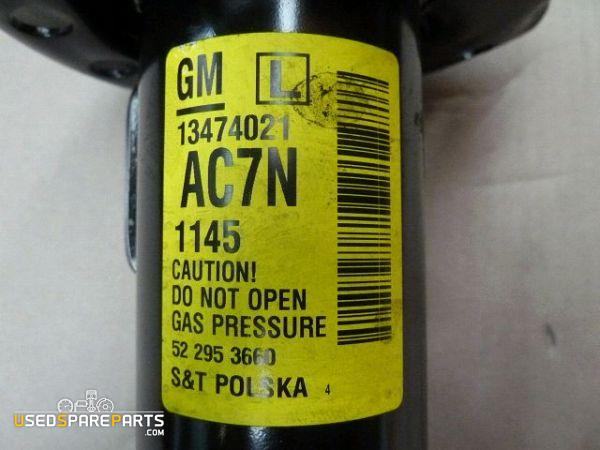 GM L
13474021
AC7N
1145
CAUTION!
DO NOT OPEN
GAS PRESSURE
52 295 3660
S&T POLSKA 4
USEDSPAREPARTS
.COM